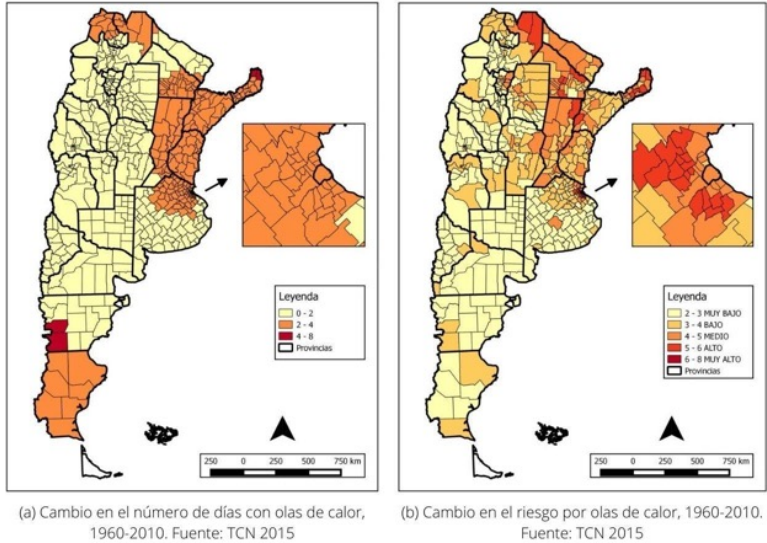 Leyenda
0 - 2
2 - 4
4 - 8
Provincias
250 0 250 500 750 km
(a) Cambio en el número de días con olas de calor,
1960-2010. Fuente: TCN 2015
Leyenda
2 - 3 MUY BAJO
3 - 4 BAJO
4 - 5 MEDIO
5 - 6 ALTO
6 - 8 MUY ALTO
Provincias
250 0 250 500 750 km
(b) Cambio en el riesgo por olas de calor, 1960-2010.
Fuente: TCN 2015